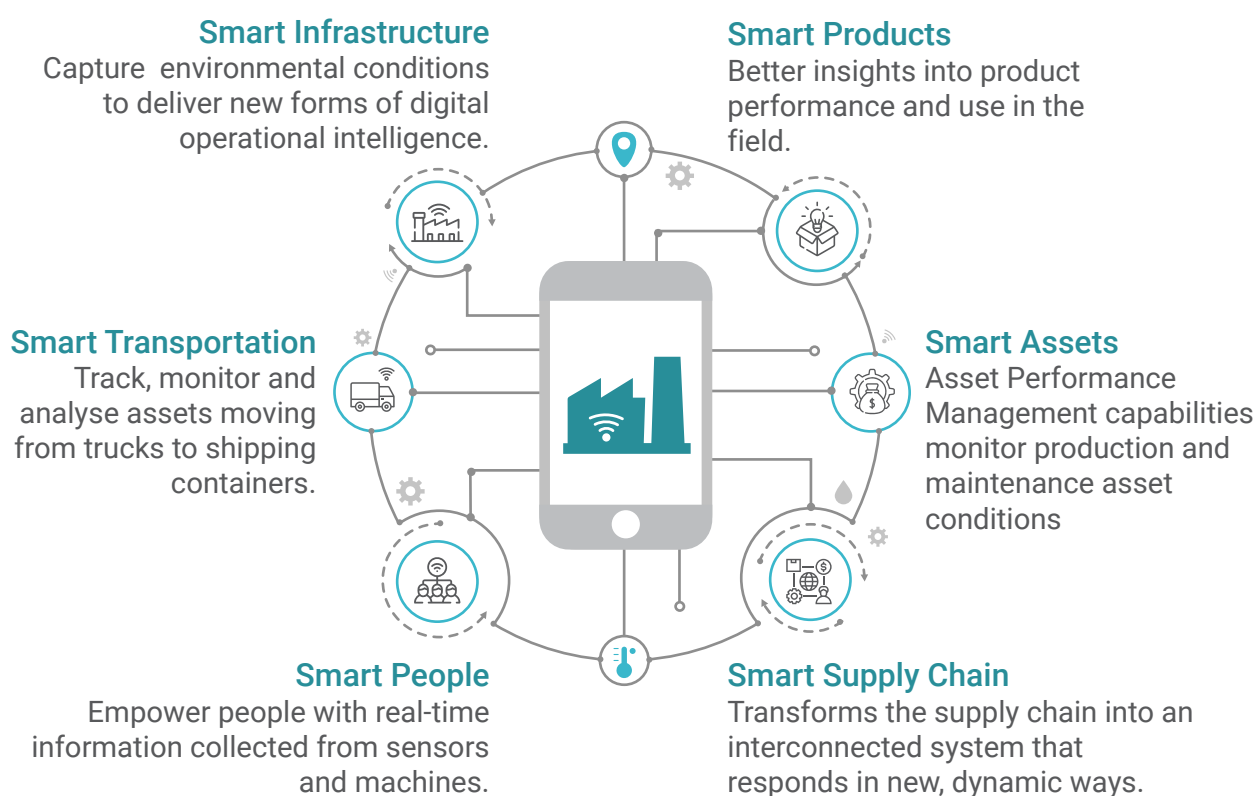 Smart Infrastructure
Capture  environmental conditions
to deliver new forms of digital
operational intelligence.
Smart Products
Better insights into product
performance and use in the
field.
Smart Transportation
Track, monitor and
analyse assets moving
from trucks to shipping
containers.
Smart Assets
Asset Performance
Management capabilities
monitor production and
maintenance asset
conditions
Smart People
Empower people with real-time
information collected from sensors
and machines.
Smart Supply Chain
Transforms the supply chain into an
interconnected system that
responds in new, dynamic ways.